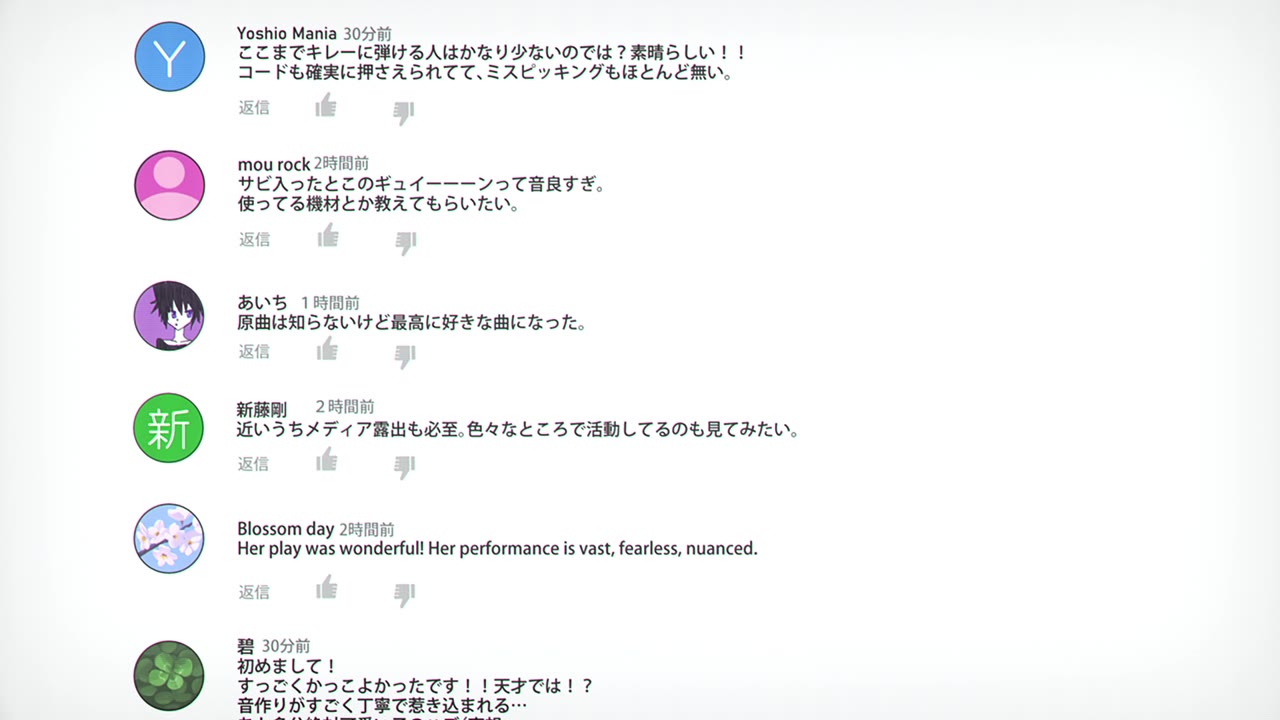 Y
Yoshio Mania 30分前
ここまでキレーに弾ける人はかなり少ないのでは？素晴らしい！！
コードも確実に押さえられてて、ミスピッキングもほとんど無い。
返信
mou rock 2時間前
サビ入ったとこのギュイーーーンって音良すぎ。
使ってる機材とか教えてもらいたい。
返信
あいち 1時間前
原曲は知らないけど最高に好きな曲になった。
返信
新
新藤剛 2時間前
近いうちメディア露出も必至。色々なところで活動してるのも見てみたい。
返信
Blossom day 2時間前
Her play was wonderful! Her performance is vast, fearless, nuanced.
返信
碧 30分前
初めまして！
すっごくかっこよかったです！！天才では！？
音作りがすごく丁寧で惹き込まれる…